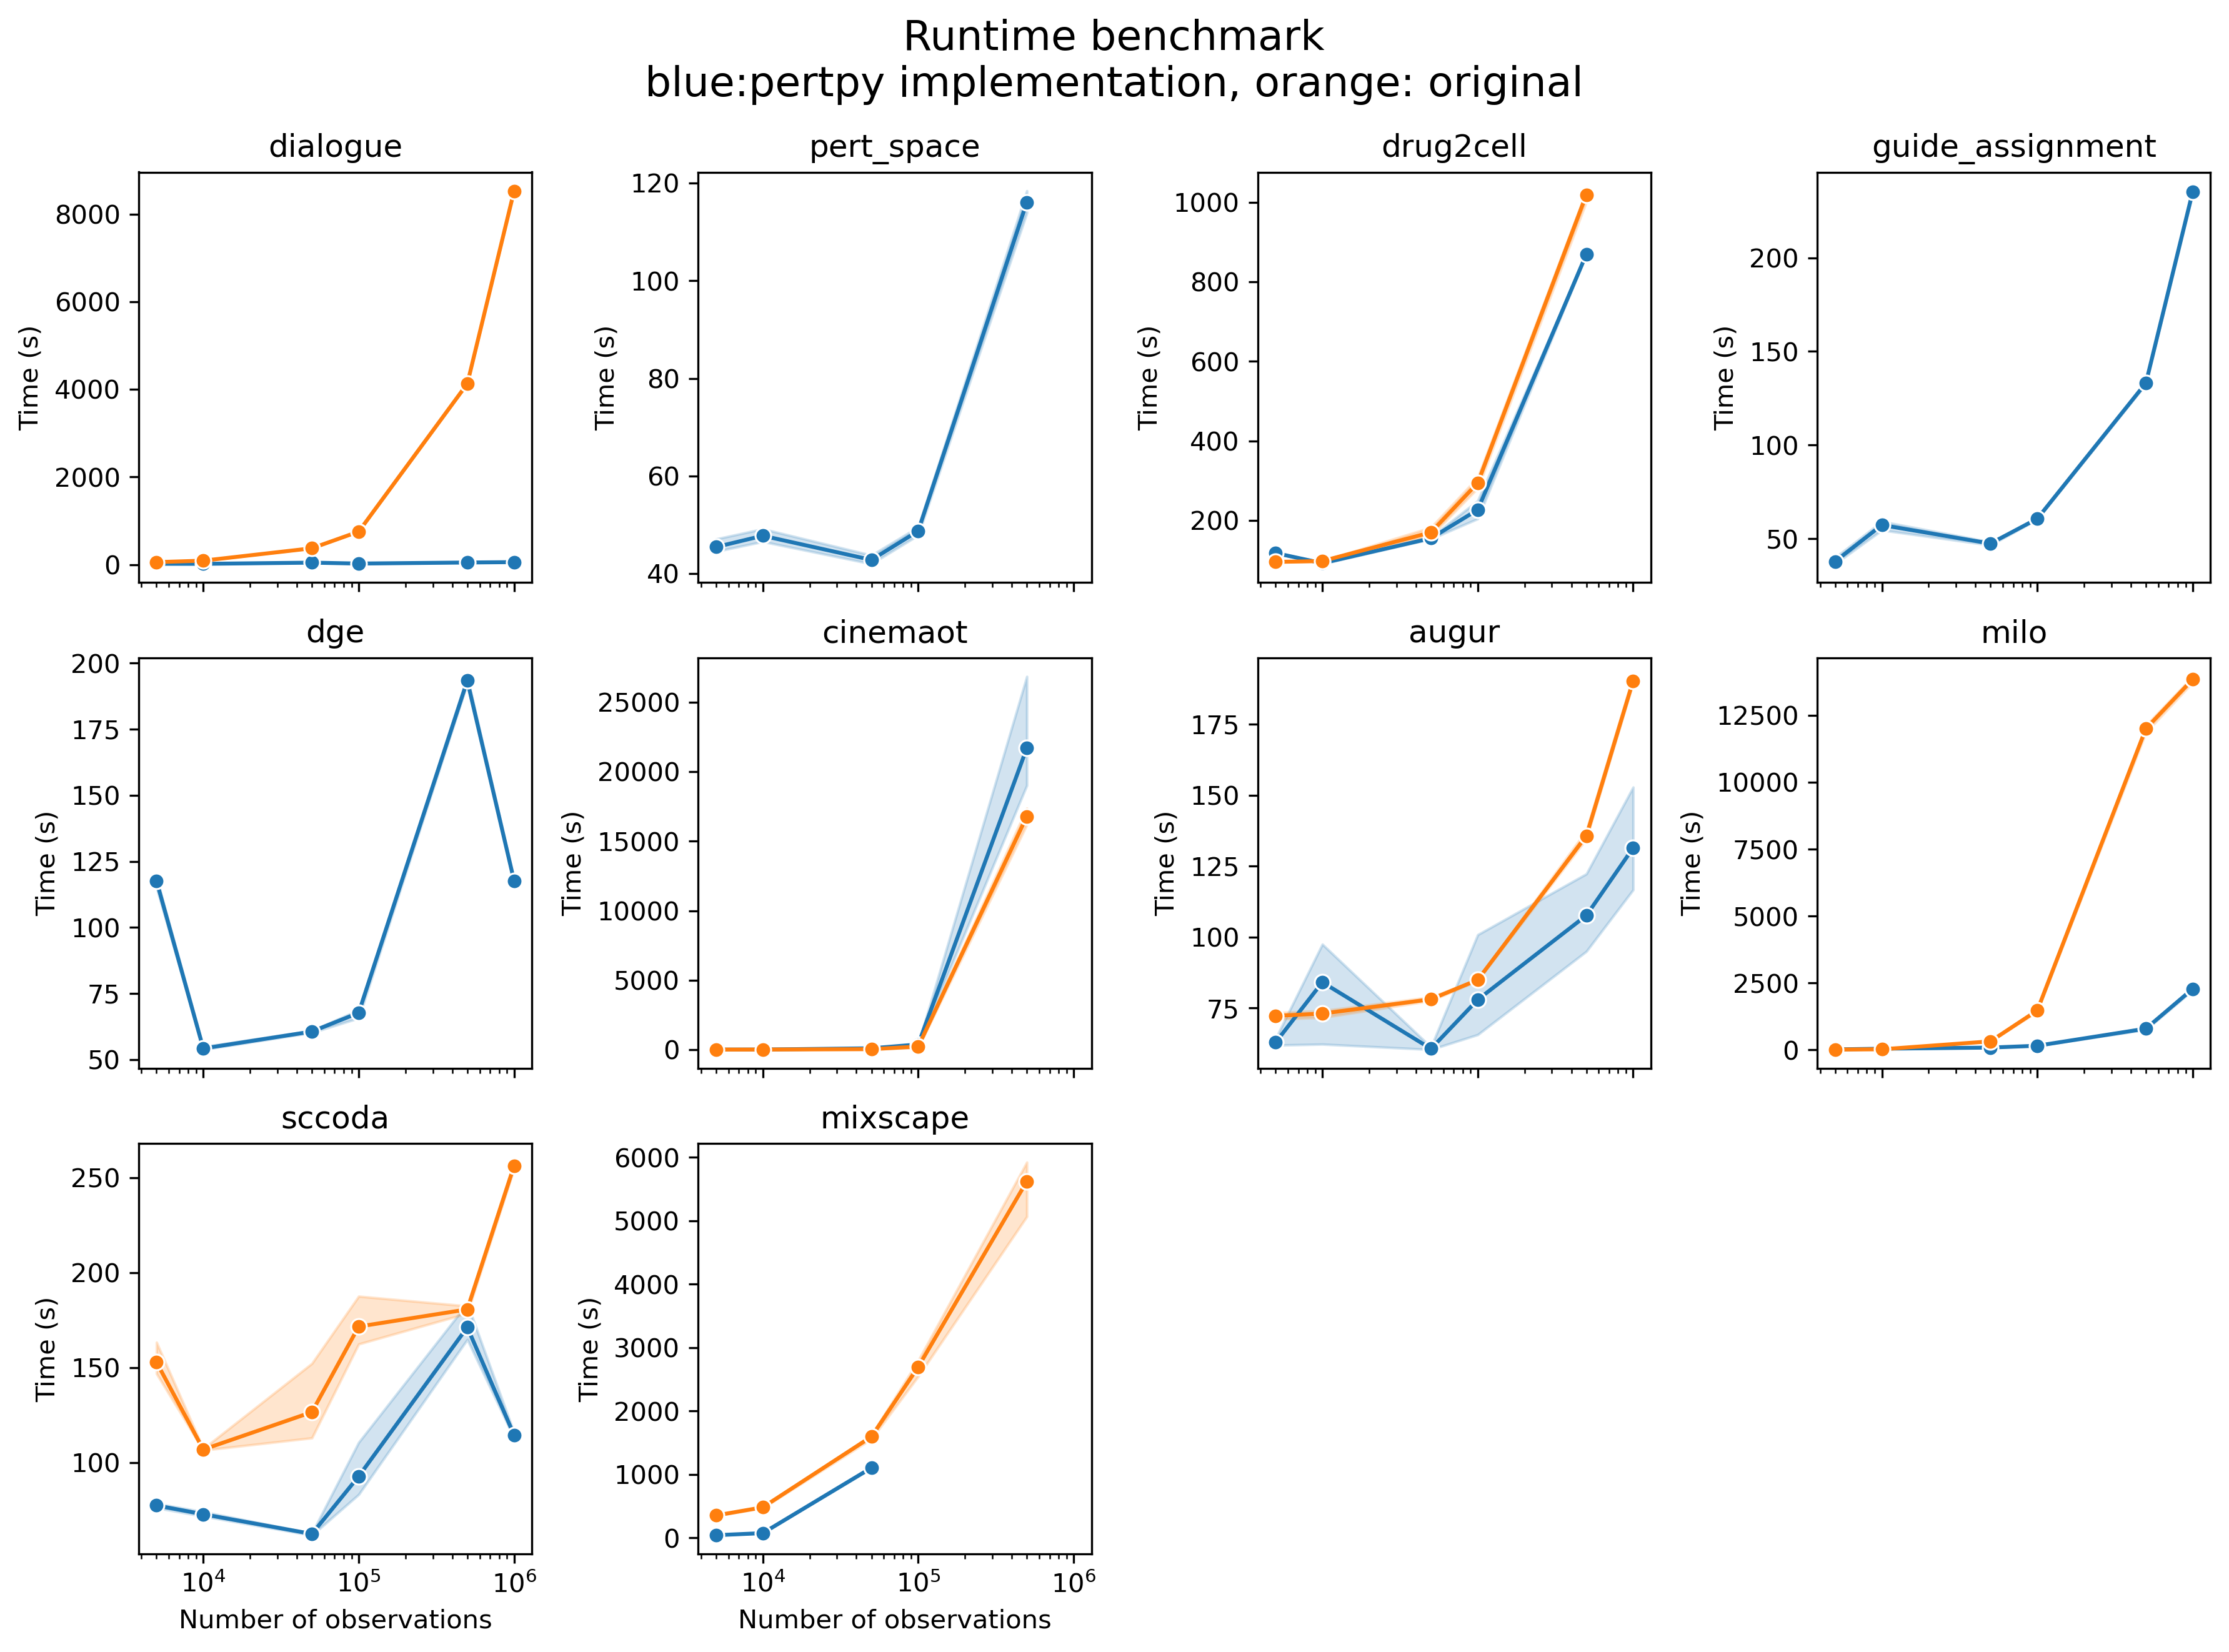 Runtime benchmark
blue:pertpy implementation, orange: original
dialogue
Time (s)
8000
6000
4000
2000
0
pert_space
Time (s)
120
100
80
60
40
drug2cell
Time (s)
1000
800
600
400
200
guide_assignment
Time (s)
200
150
100
50
dge
Time (s)
200
175
150
125
100
75
50
cinemaot
Time (s)
25000
20000
15000
10000
5000
0
augur
Time (s)
175
150
125
100
75
milo
Time (s)
12500
10000
7500
5000
2500
0
sccoda
Time (s)
250
200
150
100
10⁴ 10⁵ 10⁶
Number of observations
mixscape
Time (s)
6000
5000
4000
3000
2000
1000
0
10⁴ 10⁵ 10⁶
Number of observations